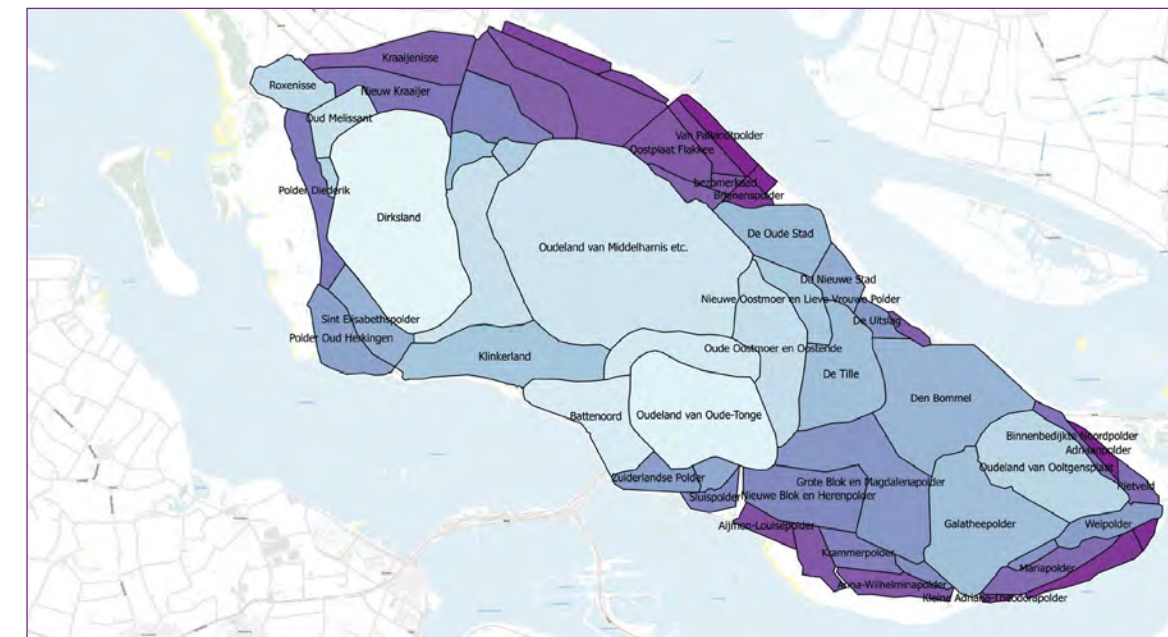 Kraaijenisse
Roxenisse
Nieuw Kraaijer
Oud Melissant
Van Pallandtpolder
Oostplaat Flakkee
bezomerkaad
Brienenspolder
Polder Diederik
Dirksland
De Oude Stad
Oudeland van Middelharnis etc.
De Nieuwe Stad
Nieuwe Oostmoer en Lieve Vrouwe Polder
De Uitslag
Sint Elisabethspolder
Polder Oud Herkingen
Oude Oostmoer en Oostende
Klinkerland
De Tille
Den Bommel
Battenoord
Oudeland van Oude-Tonge
Binnenbedijkte Noordpolder
Adriaanpolder
Oudeland van Ooltgensplaat
Zuiderlandse Polder
Grote Blok en Magdalenapolder
Rietveld
Sluispolder
Nieuwe Blok en Herenpolder
Aijmon-Louisepolder
Galatheepolder
Weipolder
Krammerpolder
Mariapolder
Anna-Wilhelminapolder
Kleine Adriana-Theodorapolder